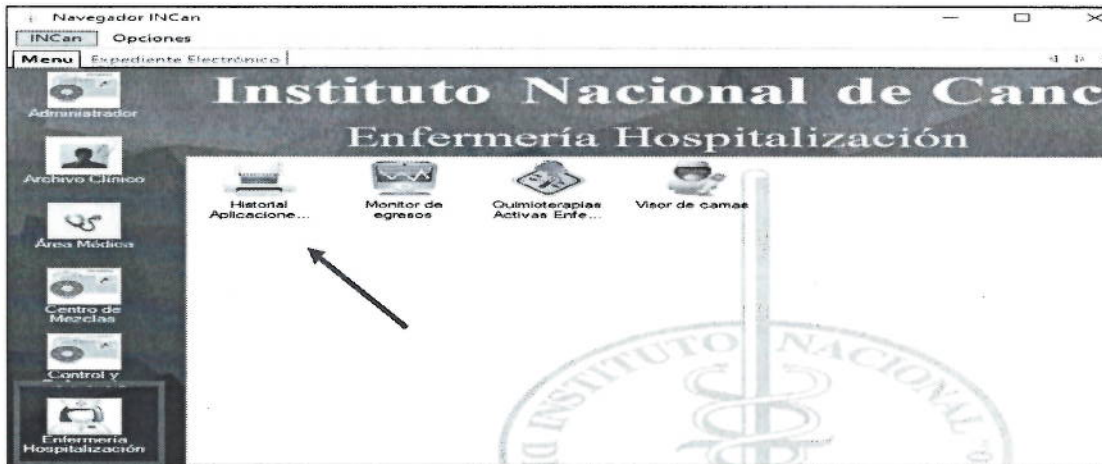 Navegador INCan
INCan Opciones
Menu Expediente Electrónico
Instituto Nacional de Canc
Enfermería Hospitalización
Administrador
Archivo Clínico
Área Médica
Centro de
Mezclas
Control y
Enfermería
Hospitalización
Historial
Aplicacione...
Monitor de
egresos
Quimioterapias
Activas Enfe...
Visor de camas
INSTITUTO NACIONAL